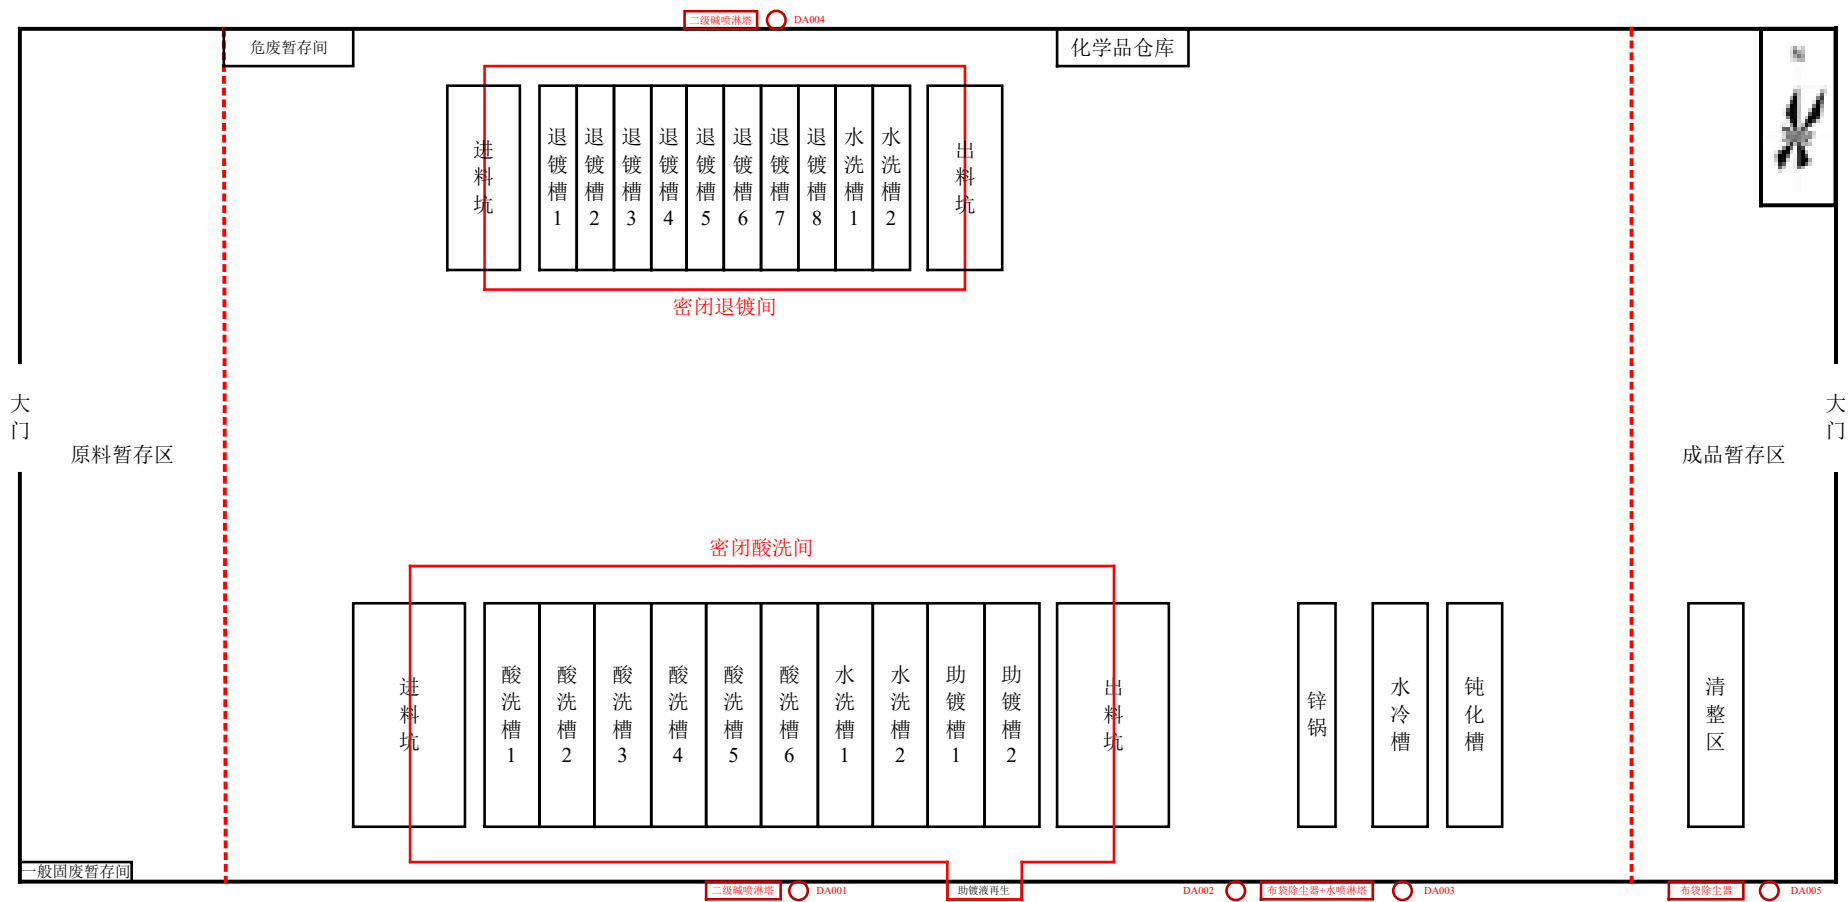 二级碱喷淋塔 DA004
危废暂存间
化学品仓库
进料坑
退镀槽1
退镀槽2
退镀槽3
退镀槽4
退镀槽5
退镀槽6
退镀槽7
退镀槽8
水洗槽1
水洗槽2
出料坑
密闭退镀间
大门
原料暂存区
成品暂存区
大门
密闭酸洗间
进料坑
酸洗槽1
酸洗槽2
酸洗槽3
酸洗槽4
酸洗槽5
酸洗槽6
水洗槽1
水洗槽2
助镀槽1
助镀槽2
出料坑
锌锅
水冷槽
钝化槽
清整区
一般固废暂存间
二级碱喷淋塔 DA001
助镀液再生
DA002
布袋除尘器+水喷淋塔 DA003
布袋除尘器 DA005